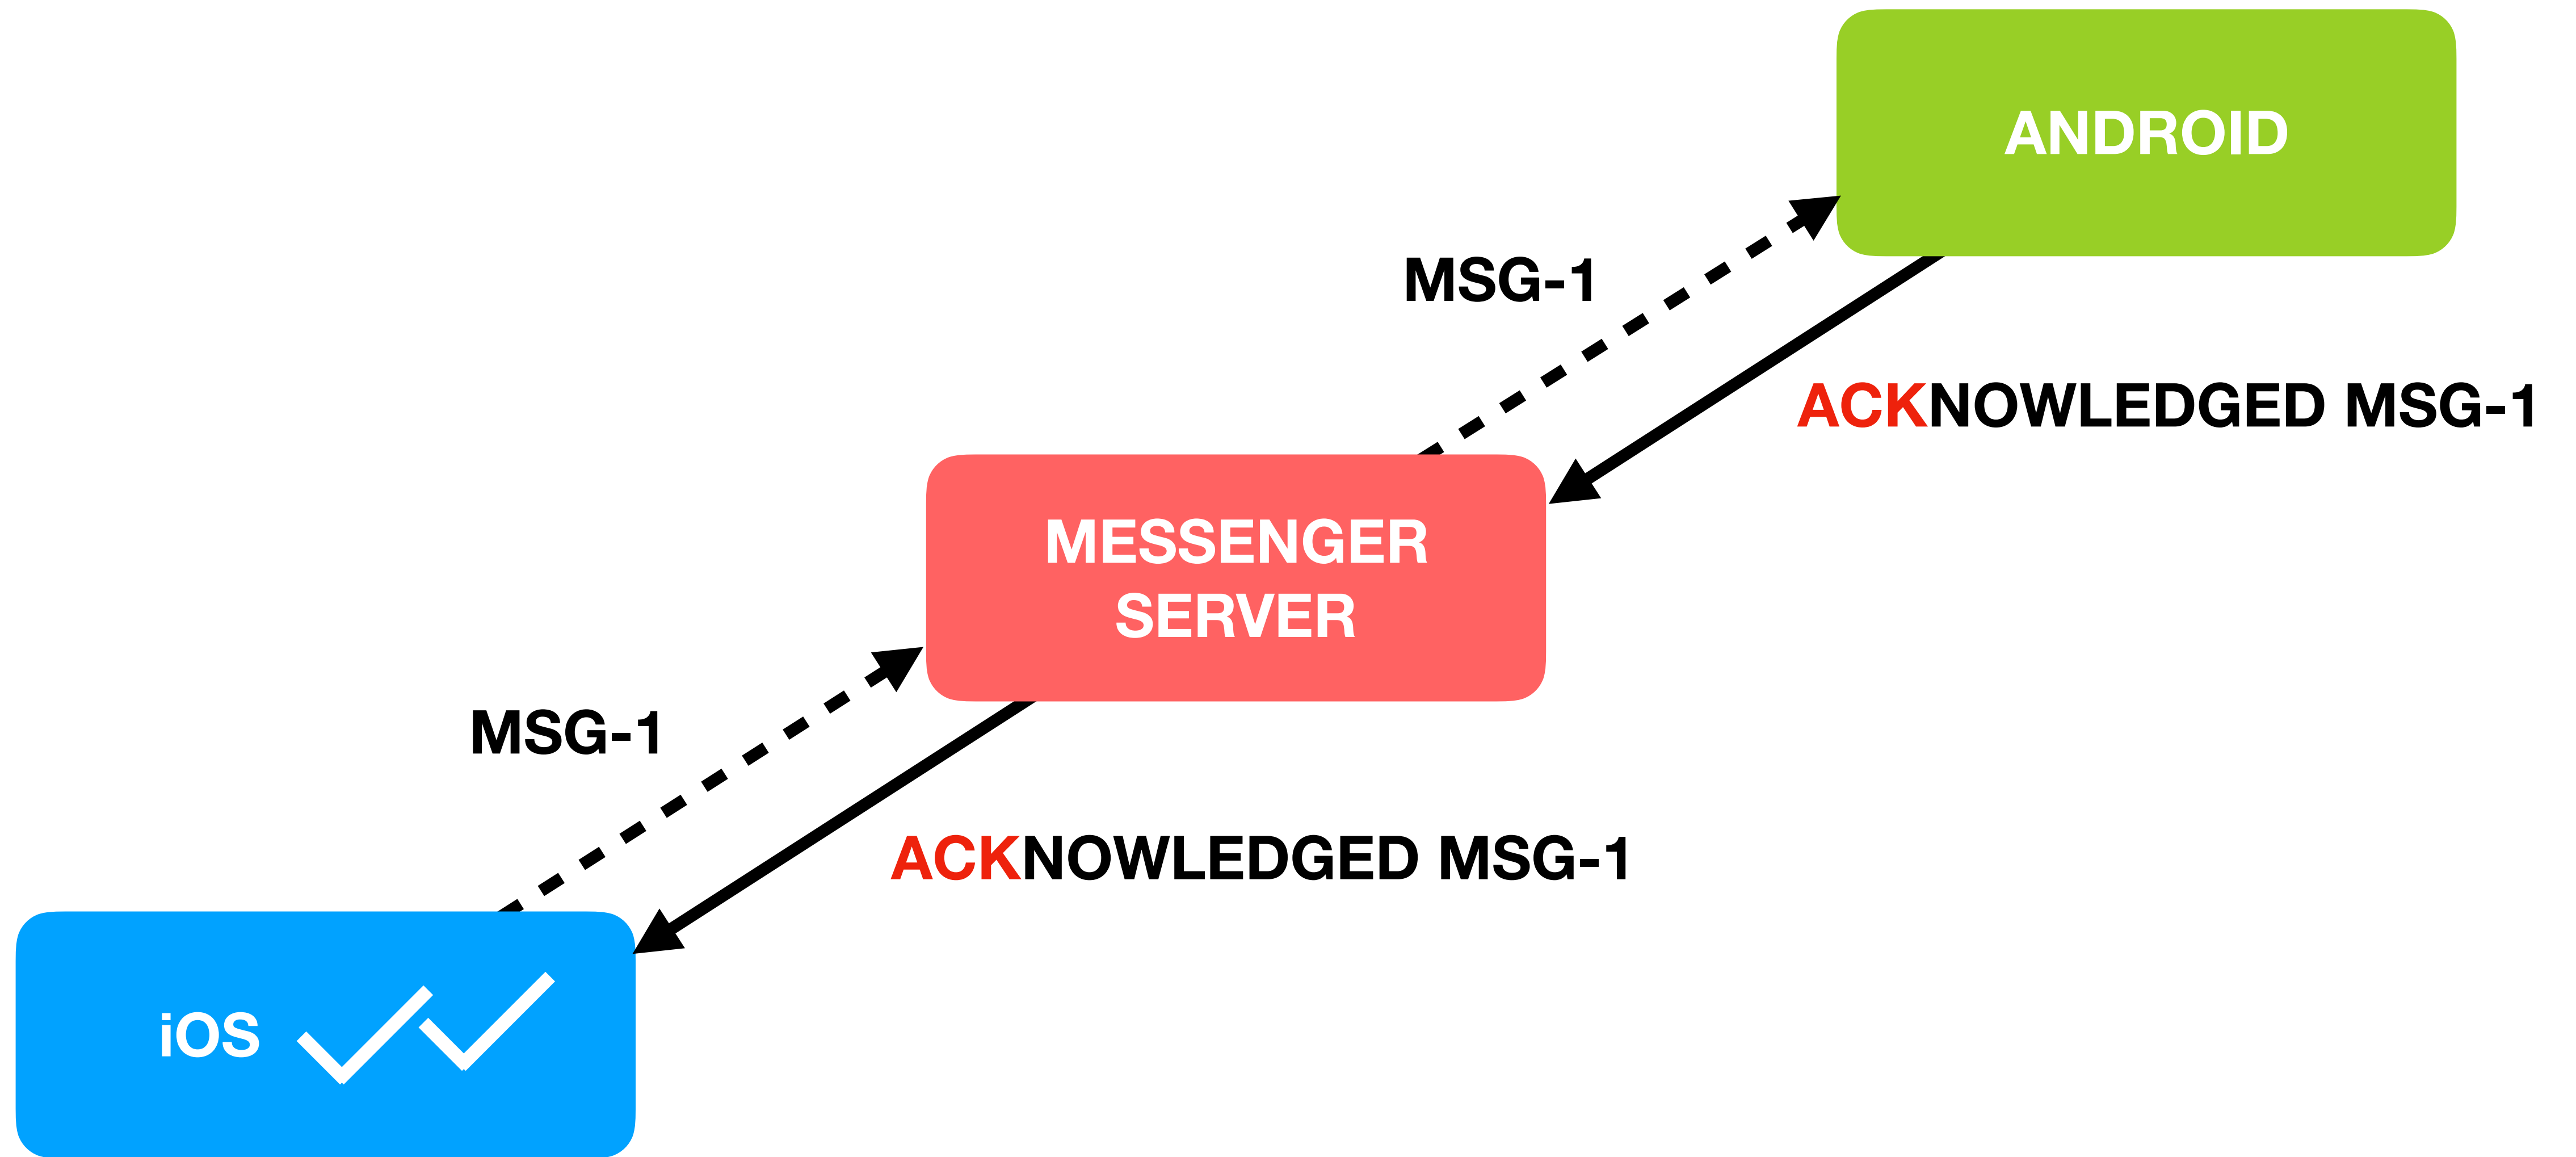 ANDROID
MSG-1
ACKNOWLEDGED MSG-1
MESSENGER
SERVER
MSG-1
ACKNOWLEDGED MSG-1
iOS